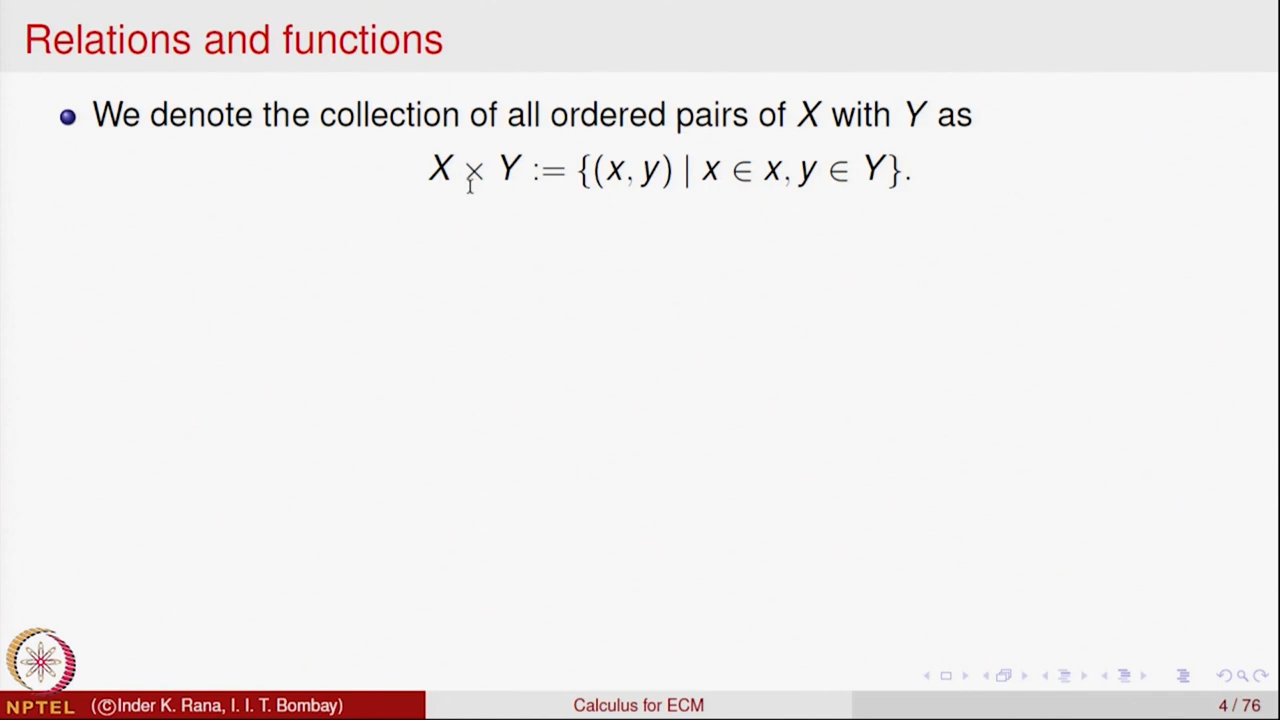 Relations and functions
We denote the collection of all ordered pairs of X with Y as
X × Y := {(x, y) | x ∈ x, y ∈ Y}.
NPTEL
(©Inder K. Rana, I. I. T. Bombay)
Calculus for ECM
4 / 76